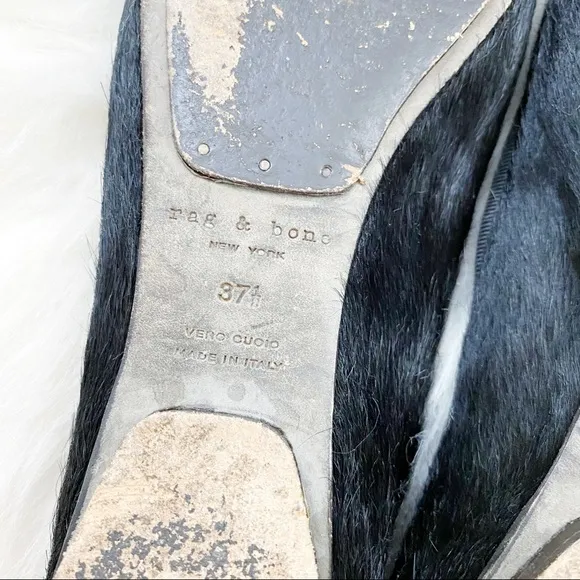 rag & bone
NEW YORK
37½
VERO CUOIO
MADE IN ITALY